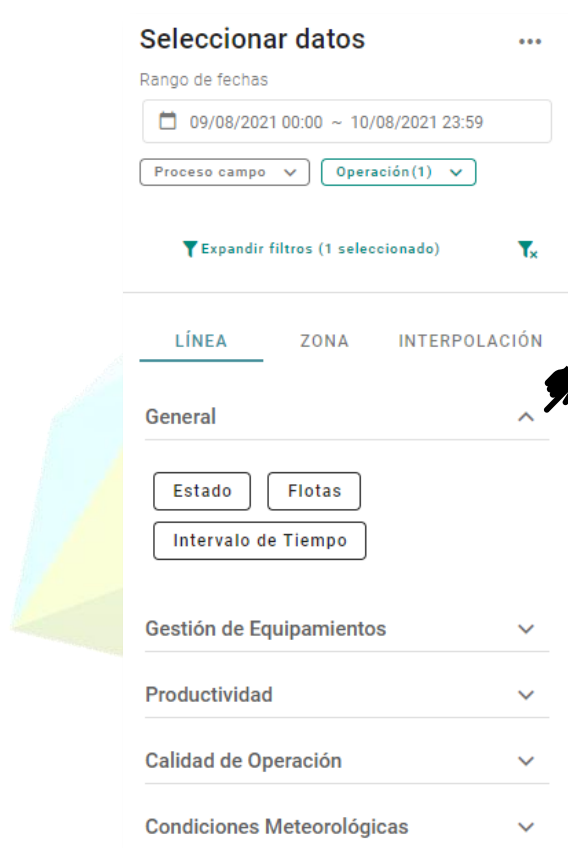 Seleccionar datos
Rango de fechas
09/08/2021 00:00 ~ 10/08/2021 23:59
Proceso campo Operación(1)
Expandir filtros (1 seleccionado)
LÍNEA ZONA INTERPOLACIÓN
General
Estado Flotas
Intervalo de Tiempo
Gestión de Equipamientos
Productividad
Calidad de Operación
Condiciones Meteorológicas